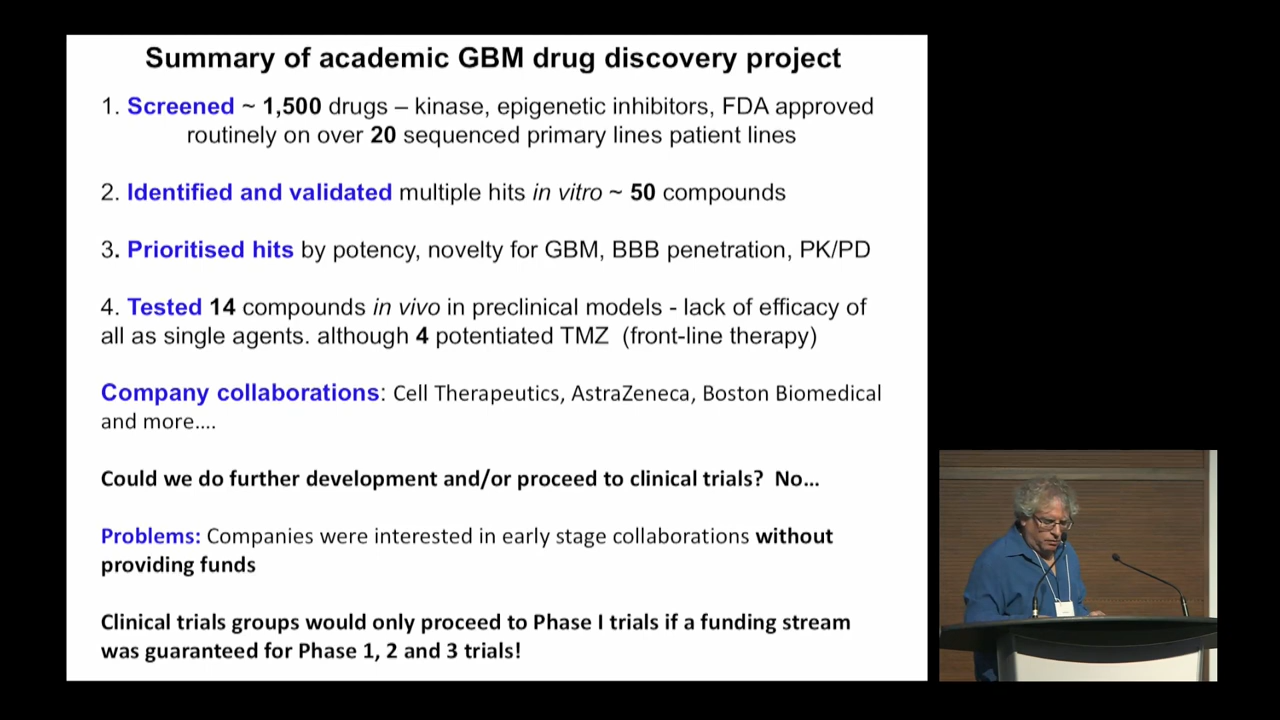 Summary of academic GBM drug discovery project
1. Screened ~ 1,500 drugs – kinase, epigenetic inhibitors, FDA approved
routinely on over 20 sequenced primary lines patient lines
2. Identified and validated multiple hits in vitro ~ 50 compounds
3. Prioritised hits by potency, novelty for GBM, BBB penetration, PK/PD
4. Tested 14 compounds in vivo in preclinical models - lack of efficacy of
all as single agents. although 4 potentiated TMZ (front-line therapy)
Company collaborations: Cell Therapeutics, AstraZeneca, Boston Biomedical
and more....
Could we do further development and/or proceed to clinical trials? No...
Problems: Companies were interested in early stage collaborations without
providing funds
Clinical trials groups would only proceed to Phase I trials if a funding stream
was guaranteed for Phase 1, 2 and 3 trials!